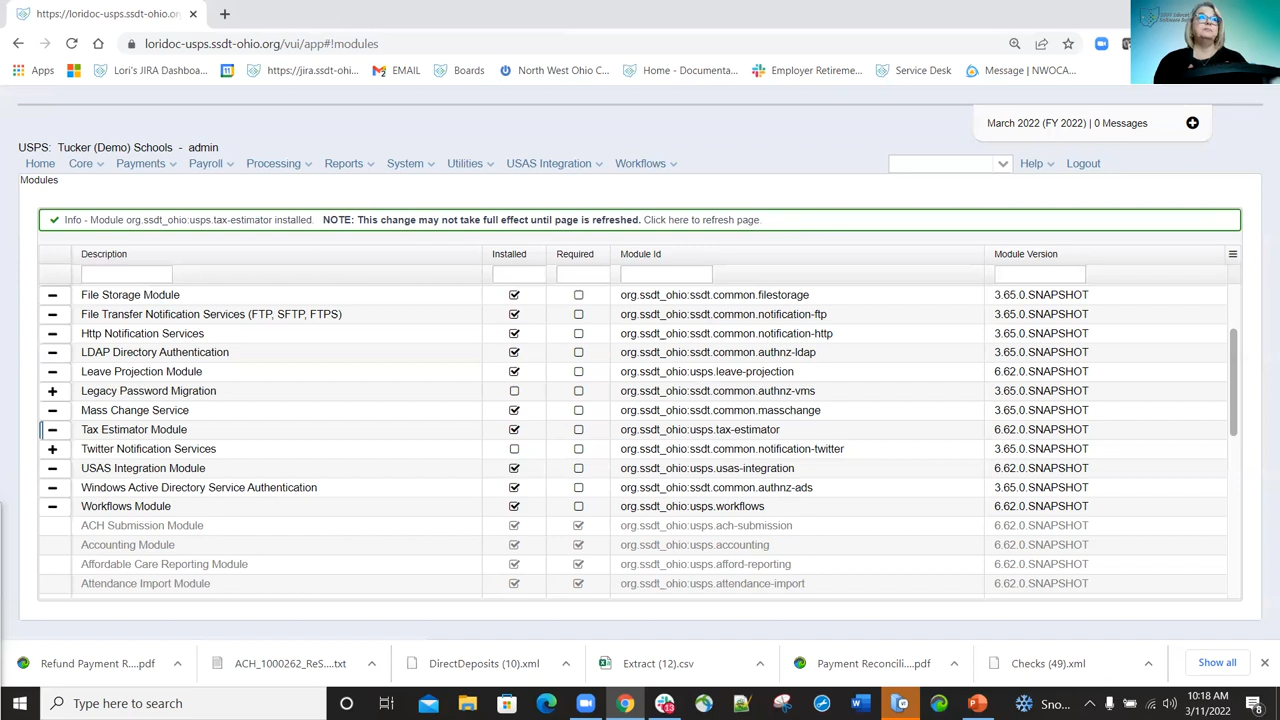 https://loridoc-usps.ssdt-ohio.org/
loridoc-usps.ssdt-ohio.org/vui/app#!modules
Apps Lori's JIRA Dashboa... https://jira.ssdt-ohi... EMAIL Boards North West Ohio C... Home - Documenta... Employer Retireme... Service Desk Message | NWOCA...
March 2022 (FY 2022) | 0 Messages
USPS: Tucker (Demo) Schools - admin
Home Core Payments Payroll Processing Reports System Utilities USAS Integration Workflows Help Logout
Modules
Info - Module org.ssdt_ohio:usps.tax-estimator installed. NOTE: This change may not take full effect until page is refreshed. Click here to refresh page.
Description Installed Required Module Id Module Version
File Storage Module org.ssdt_ohio:ssdt.common.filestorage 3.65.0.SNAPSHOT
File Transfer Notification Services (FTP, SFTP, FTPS) org.ssdt_ohio:ssdt.common.notification-ftp 3.65.0.SNAPSHOT
Http Notification Services org.ssdt_ohio:ssdt.common.notification-http 3.65.0.SNAPSHOT
LDAP Directory Authentication org.ssdt_ohio:ssdt.common.authnz-ldap 3.65.0.SNAPSHOT
Leave Projection Module org.ssdt_ohio:usps.leave-projection 6.62.0.SNAPSHOT
Legacy Password Migration org.ssdt_ohio:ssdt.common.authnz-vms 3.65.0.SNAPSHOT
Mass Change Service org.ssdt_ohio:ssdt.common.masschange 3.65.0.SNAPSHOT
Tax Estimator Module org.ssdt_ohio:usps.tax-estimator 6.62.0.SNAPSHOT
Twitter Notification Services org.ssdt_ohio:ssdt.common.notification-twitter 3.65.0.SNAPSHOT
USAS Integration Module org.ssdt_ohio:usps.usas-integration 6.62.0.SNAPSHOT
Windows Active Directory Service Authentication org.ssdt_ohio:ssdt.common.authnz-ads 3.65.0.SNAPSHOT
Workflows Module org.ssdt_ohio:usps.workflows 6.62.0.SNAPSHOT
ACH Submission Module org.ssdt_ohio:usps.ach-submission 6.62.0.SNAPSHOT
Accounting Module org.ssdt_ohio:usps.accounting 6.62.0.SNAPSHOT
Affordable Care Reporting Module org.ssdt_ohio:usps.afford-reporting 6.62.0.SNAPSHOT
Attendance Import Module org.ssdt_ohio:usps.attendance-import 6.62.0.SNAPSHOT
Refund Payment R....pdf ACH_1000262_ReS....txt DirectDeposits (10).xml Extract (12).csv Payment Reconcili....pdf Checks (49).xml Show all
Type here to search Sno... 10:18 AM
3/11/2022